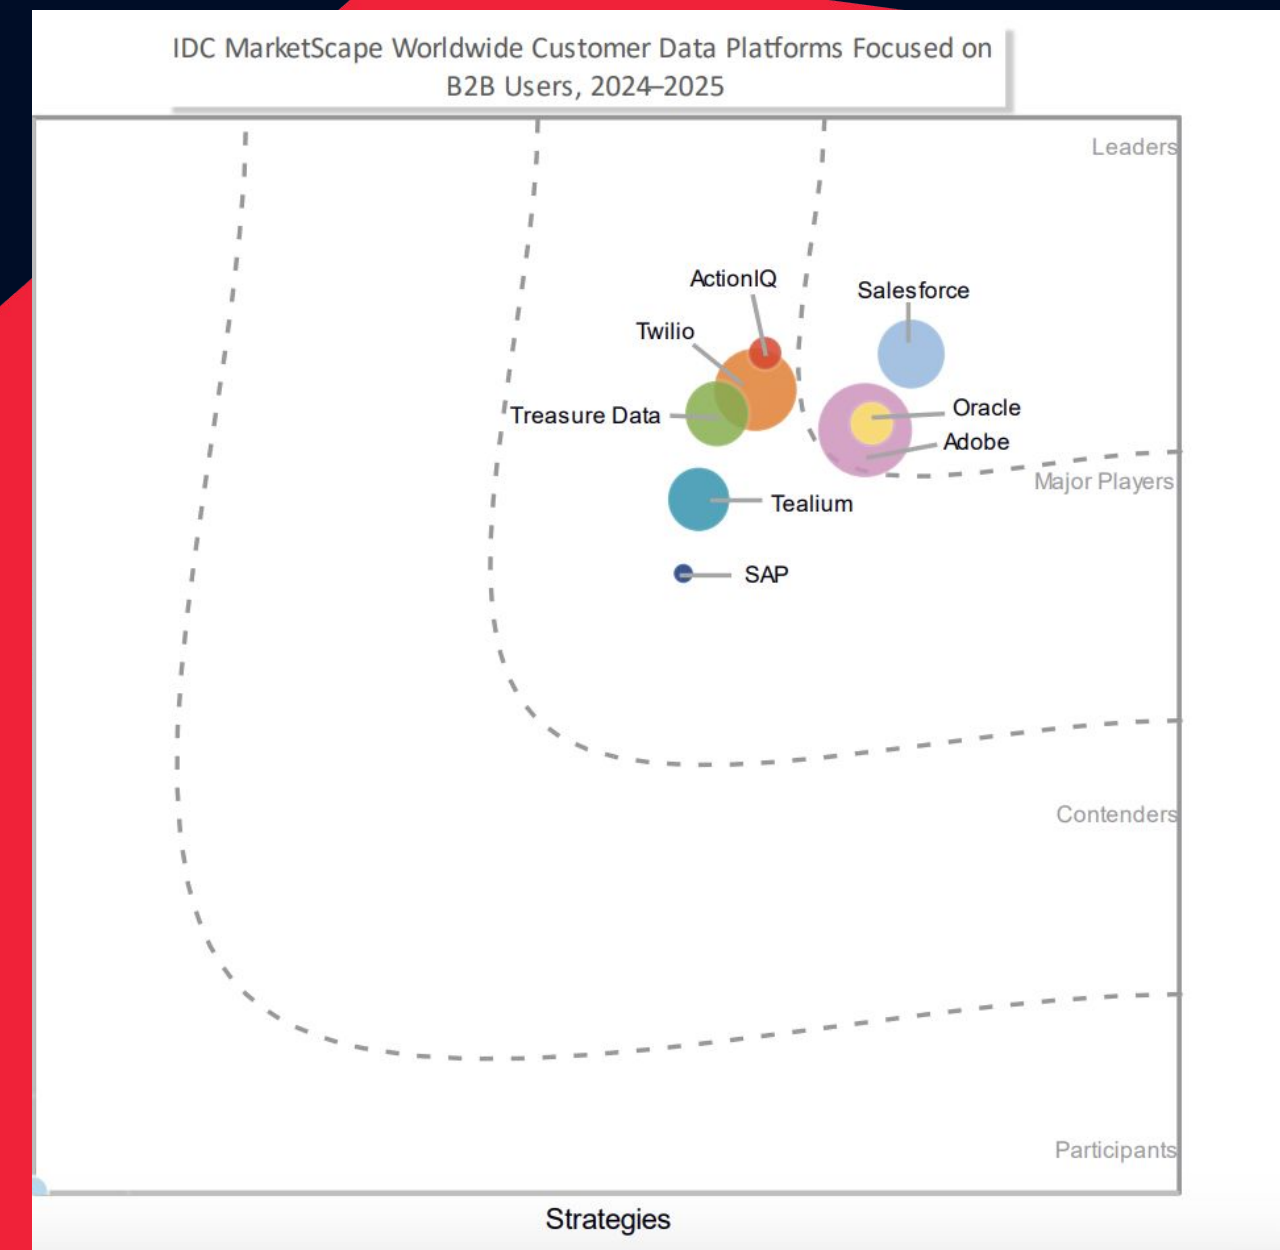 IDC MarketScape Worldwide Customer Data Platforms Focused on
B2B Users, 2024–2025
Leaders
ActionIQ
Salesforce
Twilio
Oracle
Treasure Data
Adobe
Major Players
Tealium
SAP
Contenders
Participants
Strategies